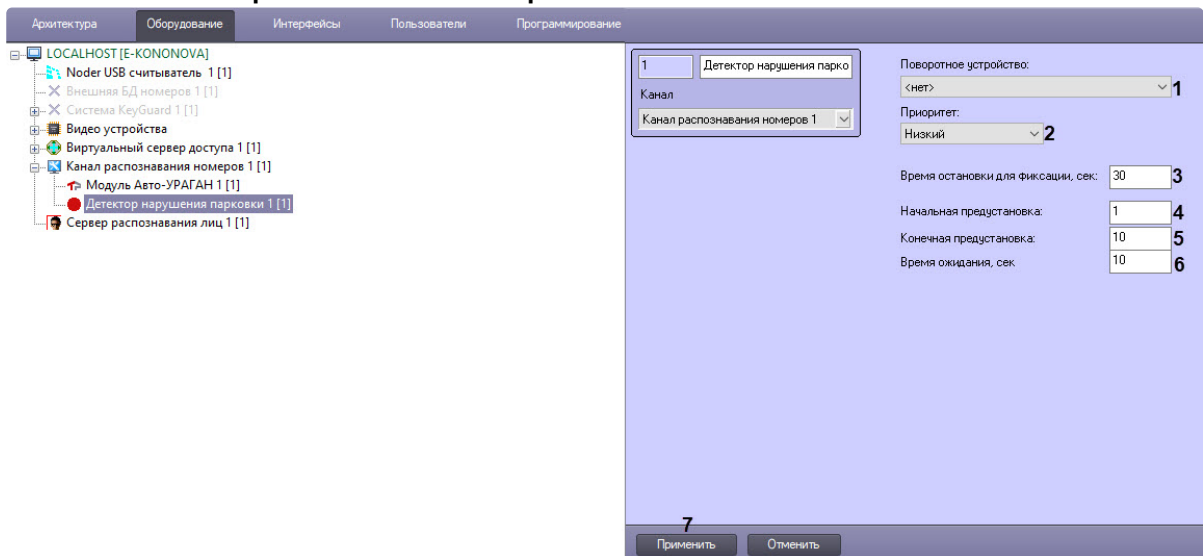 Архитектура Оборудование Интерфейсы Пользователи Программирование
LOCALHOST [E-KONONOVA]
Noder USB считыватель 1 [1]
Внешняя БД номеров 1 [1]
Система KeyGuard 1 [1]
Видео устройства
Виртуальный сервер доступа 1 [1]
Канал распознавания номеров 1 [1]
Модуль Авто-УРАГАН 1 [1]
Детектор нарушения парковки 1 [1]
Сервер распознавания лиц 1 [1]
1 Детектор нарушения парко
Канал
Канал распознавания номеров 1
Поворотное устройство:
<нет> 1
Приоритет:
Низкий 2
Время остановки для фиксации, сек: 30 3
Начальная предустановка: 1 4
Конечная предустановка: 10 5
Время ожидания, сек 10 6
7
Применить Отменить